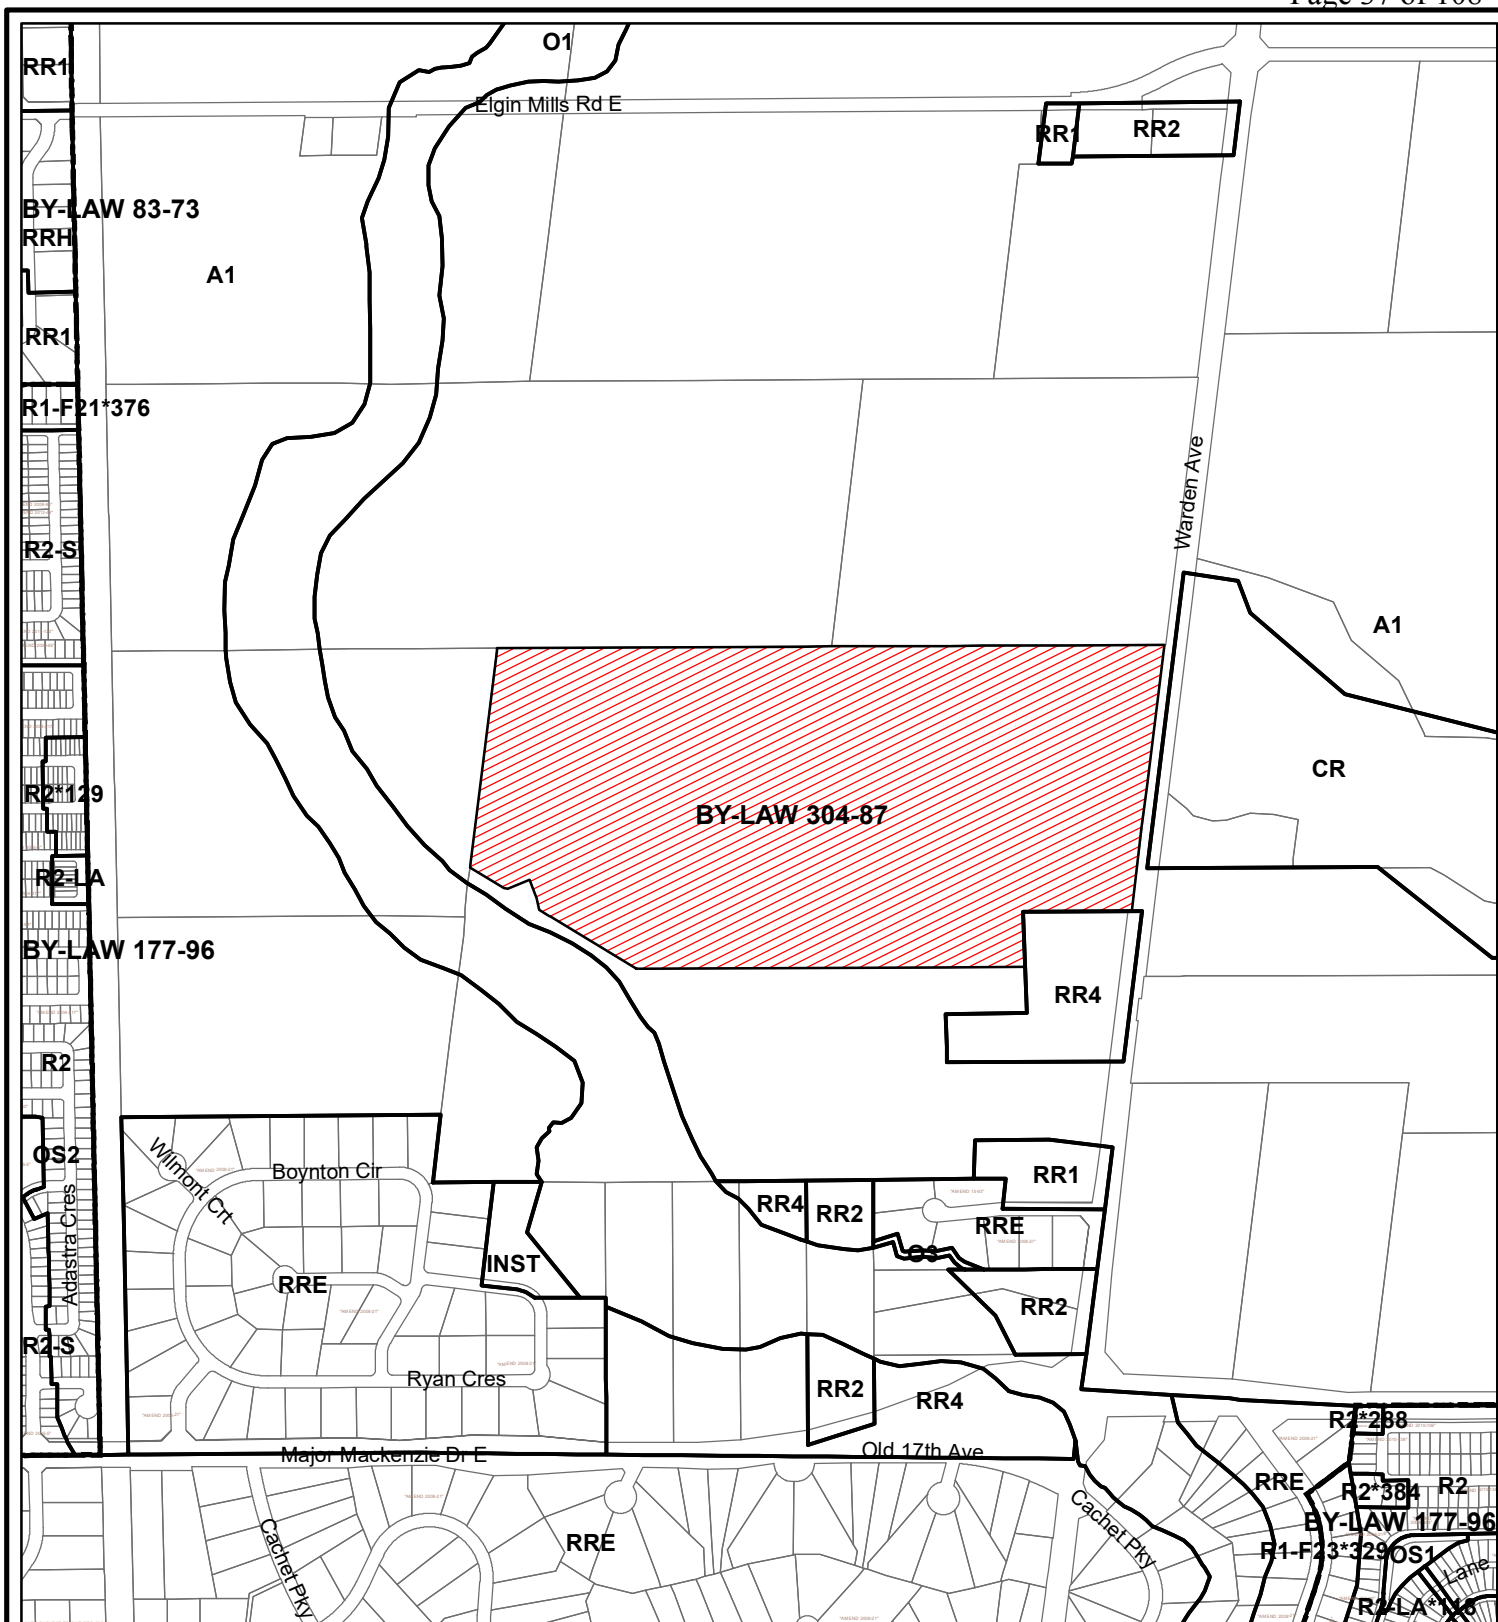 Page 37 of 108
O1
RR1
Elgin Mills Rd E
RR1
RR2
BY-LAW 83-73
RRH
A1
RR1
R1-F21*376
Warden Ave
R2-S
A1
CR
R2*129
BY-LAW 304-87
R2-LA
BY-LAW 177-96
RR4
R2
OS2
Wilmont Crt
Boynton Cir
RR1
RR4
RR2
Adastra Cres
RRE
INST
O3
RRE
RR2
R2-S
Ryan Cres
RR2
RR4
R2*288
Major Mackenzie Dr E
Old 17th Ave
RRE
R2*384
R2
Cachet Pky
RRE
Cachet Pky
BY-LAW 177-96
R1-F23*329
OS1
Lane